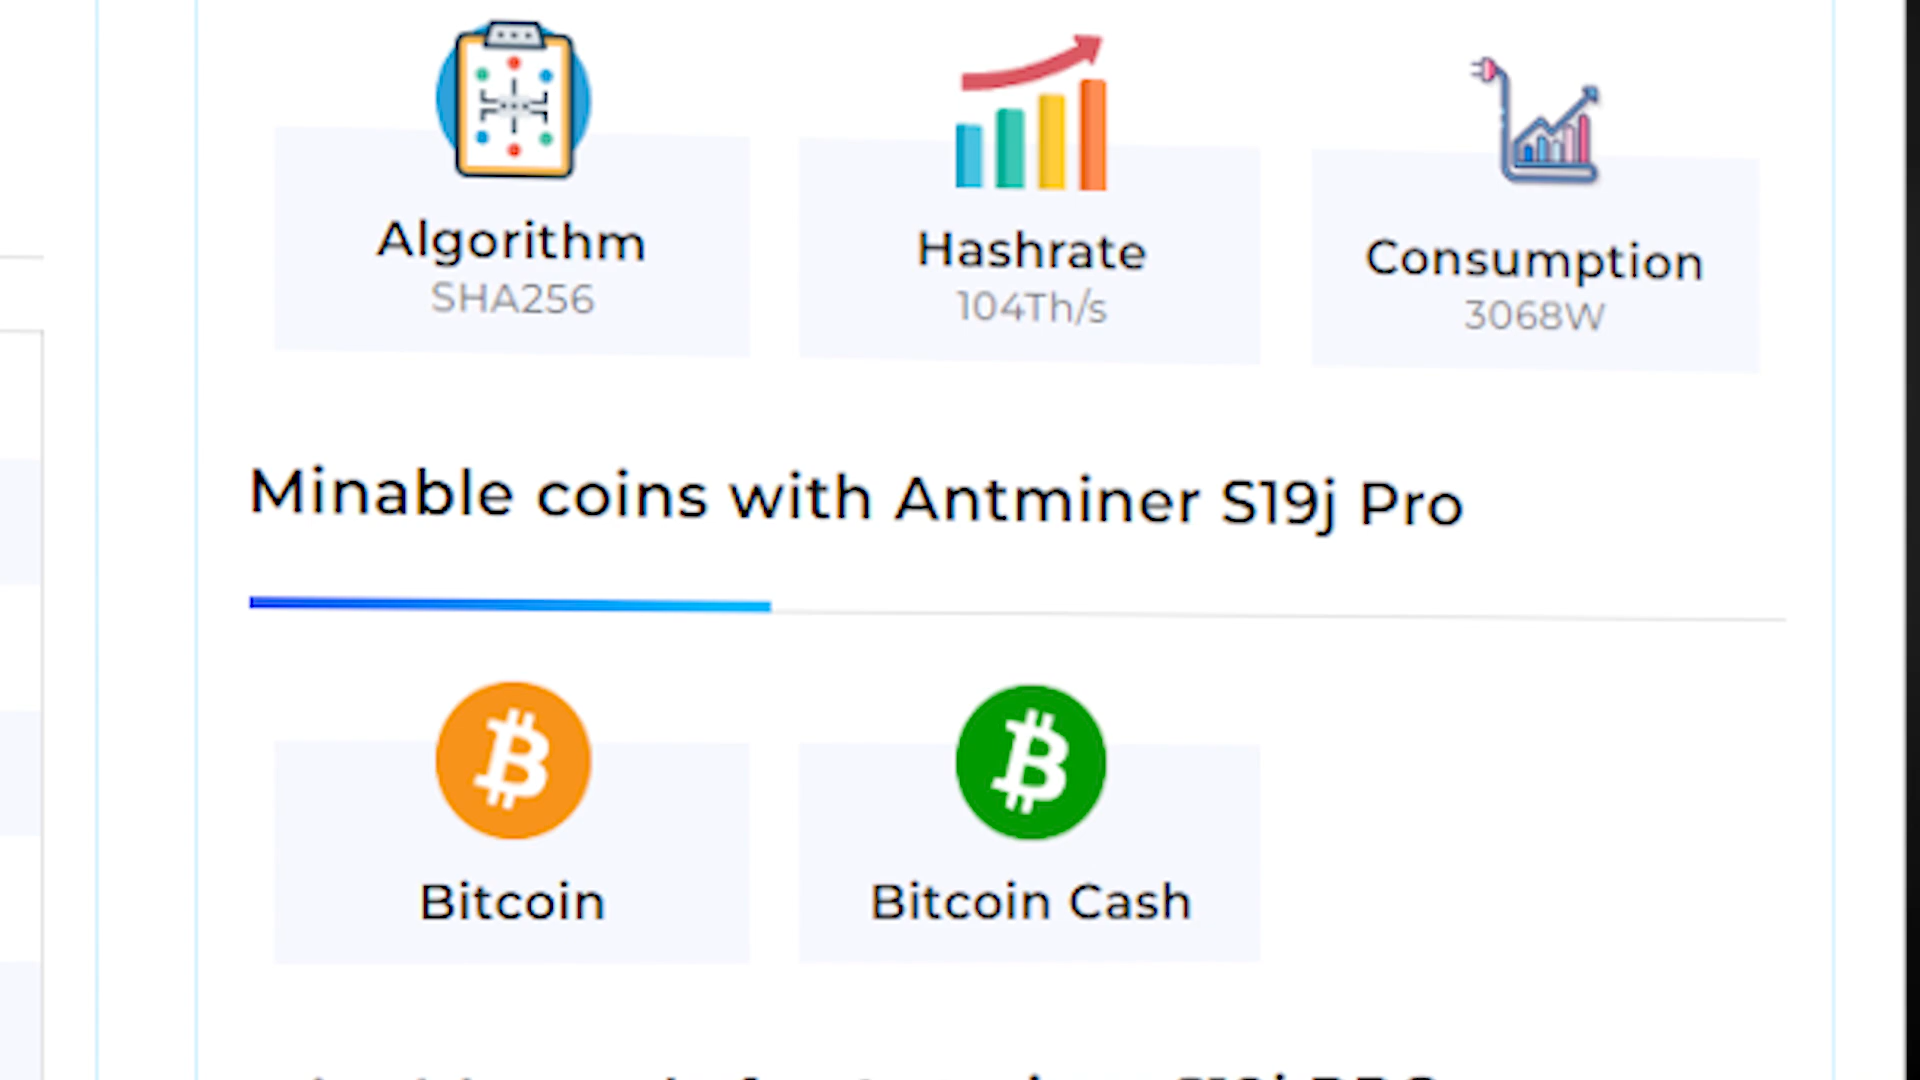 Algorithm
SHA256
Hashrate
104Th/s
Consumption
3068W
Minable coins with Antminer S19j Pro
Bitcoin
Bitcoin Cash